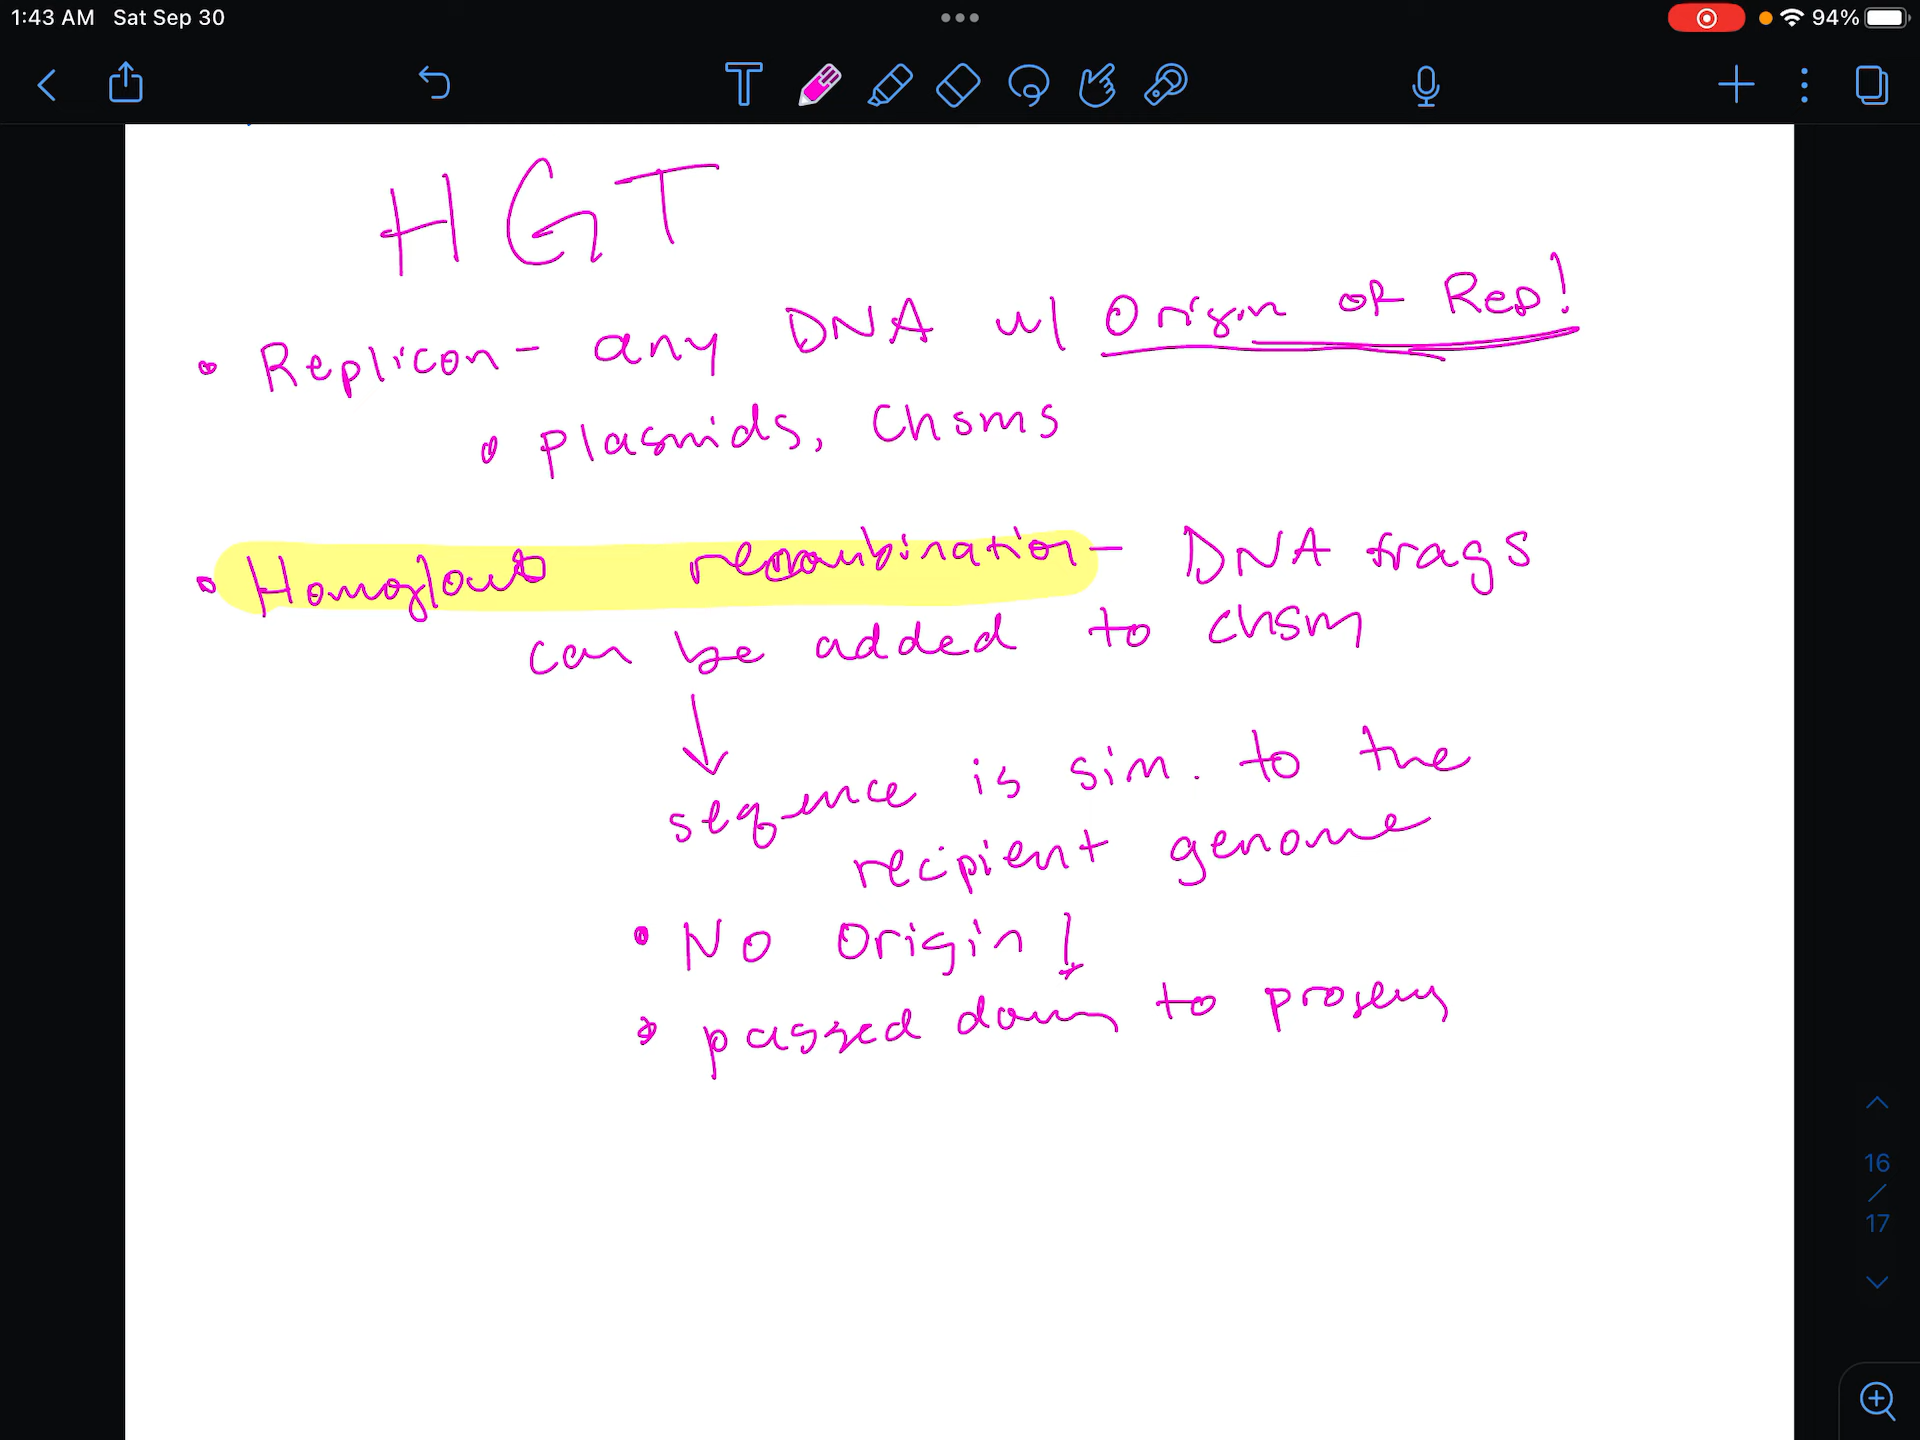 1:43 AM Sat Sep 30
94%
HGT
• Replicon - any DNA w/ Origin of Rep!
• plasmids, Chsms
• Homoglous recombination - DNA frags
can be added to chsm
↓
sequence is sim. to the
recipient genome
• No origin!
• passed down to progeny
16
/
17